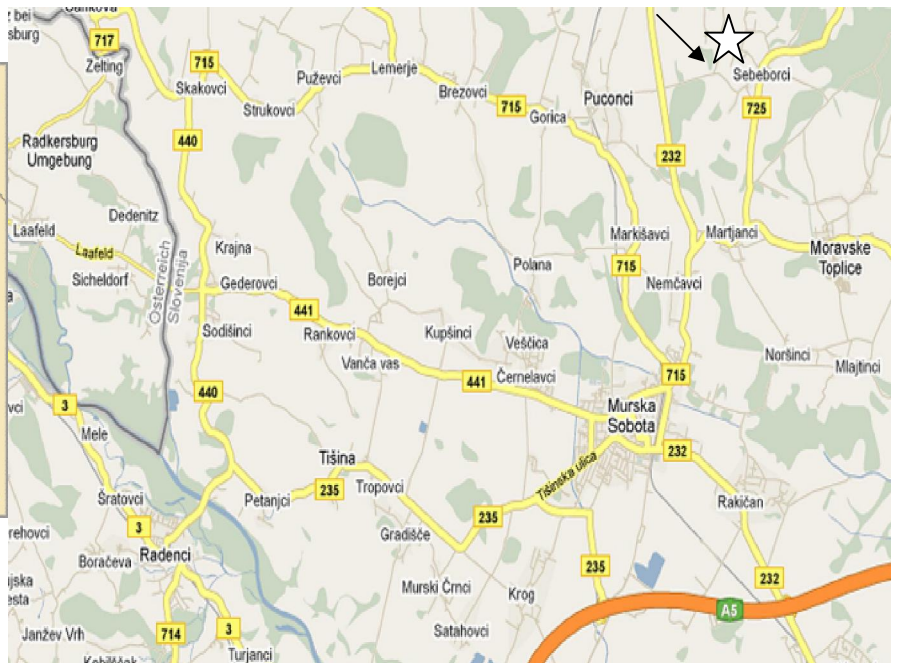 z bei
sburg
Cankova
717
Zelting
715
Skakovci
Puževci
Lemerje
Strukovci
Brezovci
715
Gorica
Puconci
Sebeborci
725
440
232
Radkersburg
Umgebung
Dedenitz
Laafeld
Laafeld
Sicheldorf
Österreich
Slovenija
Krajna
Gederovci
441
Borejci
Polana
Markišavci
715
Martjanci
Moravske
Toplice
Nemčavci
Sodišinci
Rankovci
Kupšinci
Veščica
Vanča vas
441
Černelavci
Noršinci
Mlajtinci
715
440
3
vci
Mele
Murska
Sobota
232
Tišina
Tišinska ulica
235
Tropovci
Petanjci
Šratovci
3
235
Rakičan
Gradišče
rehovci
Radenci
Boračeva
235
232
Murski Črnci
Krog
A5
Satahovci
Janžev Vrh
714
3
Turjanci